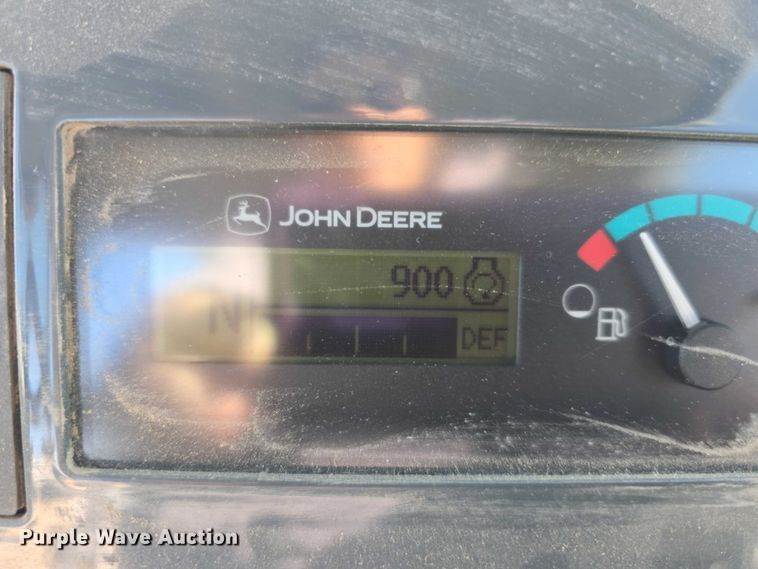 JOHN DEERE
900
N
DEF
Purple Wave Auction